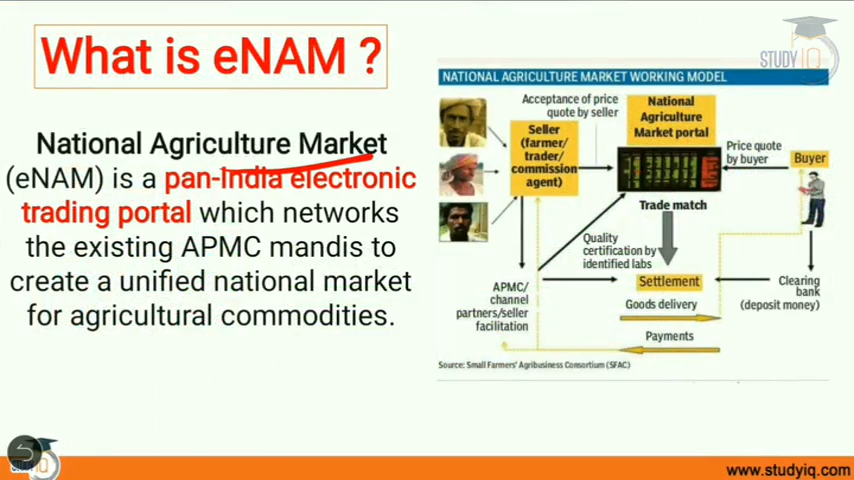 What is eNAM ?
National Agriculture Market
(eNAM) is a pan-India electronic
trading portal which networks
the existing APMC mandis to
create a unified national market
for agricultural commodities.
STUDY IQ
NATIONAL AGRICULTURE MARKET WORKING MODEL
Acceptance of price
quote by seller
National
Agriculture
Market portal
Seller
(farmer/
trader/
commission
agent)
Price quote
by buyer
Buyer
Trade match
Quality
certification by
identified labs
APMC/
channel
partners/seller
facilitation
Settlement
Clearing
bank
(deposit money)
Goods delivery
Payments
Source: Small Farmers' Agribusiness Consortium (SFAC)
STUDY IQ
www.studyiq.com